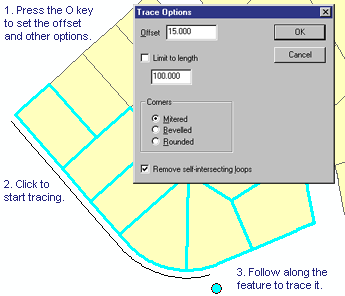 1. Press the O key
to set the offset
and other options.
Trace Options
Offset 15.000
OK
Limit to length
Cancel
100.000
Corners
Mitered
Bevelled
Rounded
Remove self-intersecting loops
2. Click to
start tracing.
3. Follow along the
feature to trace it.